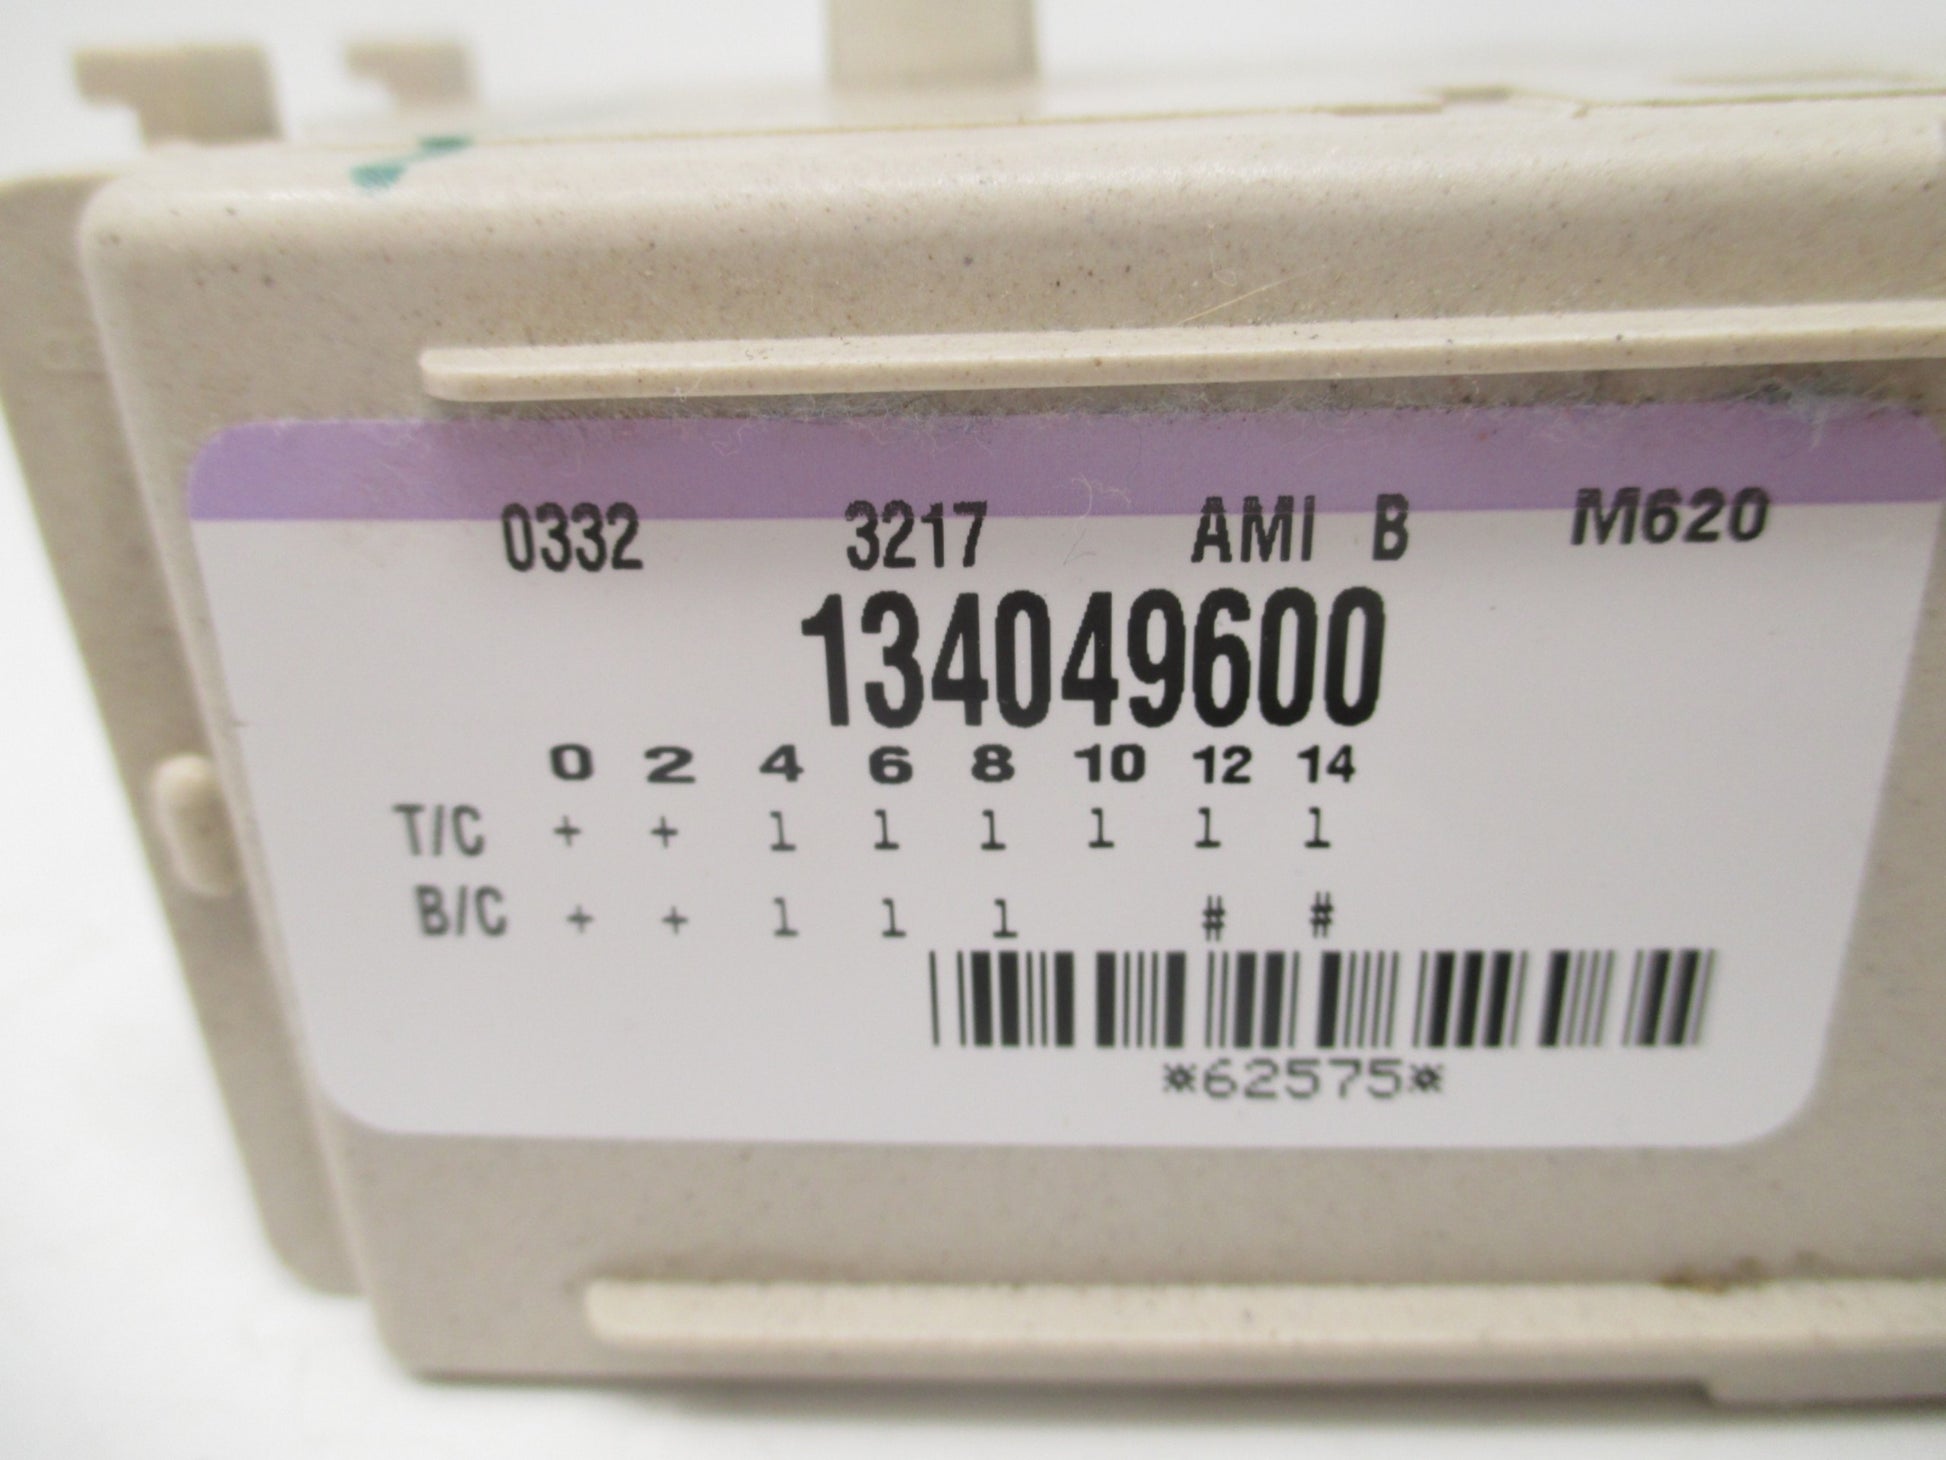 0332 3217 AMI B M620
134049600
0 2 4 6 8 10 12 14
T/C + + 1 1 1 1 1 1
B/C + + 1 1 1 # #
*62575*